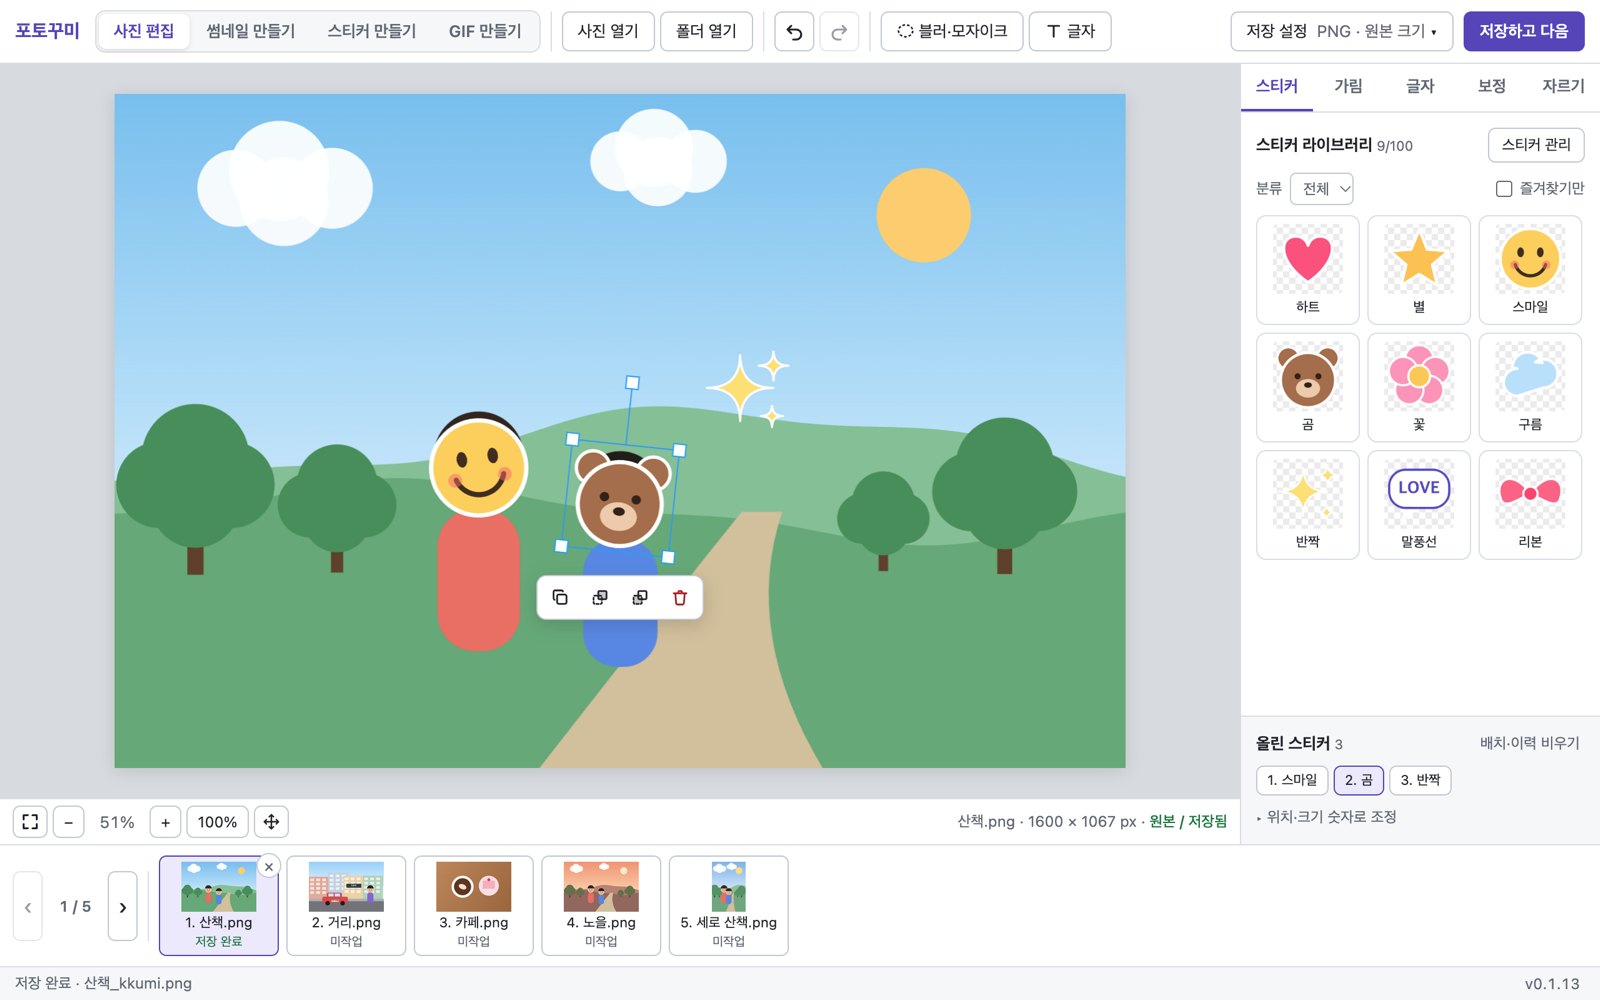 포토꾸미
사진 편집
썸네일 만들기
스티커 만들기
GIF 만들기
사진 열기
폴더 열기
블러·모자이크
T 글자
저장 설정 PNG · 원본 크기 ▾
저장하고 다음
스티커
가림
글자
보정
자르기
스티커 라이브러리 9/100
스티커 관리
분류
전체
즐겨찾기만
하트
별
스마일
곰
꽃
구름
반짝
LOVE
말풍선
리본
올린 스티커 3
배치·이력 비우기
1. 스마일
2. 곰
3. 반짝
▸ 위치·크기 숫자로 조정
51%
100%
산책.png · 1600 × 1067 px · 원본 / 저장됨
1 / 5
1. 산책.png
저장 완료
2. 거리.png
미작업
3. 카페.png
미작업
4. 노을.png
미작업
5. 세로 산책.png
미작업
저장 완료 · 산책_kkumi.png
v0.1.13